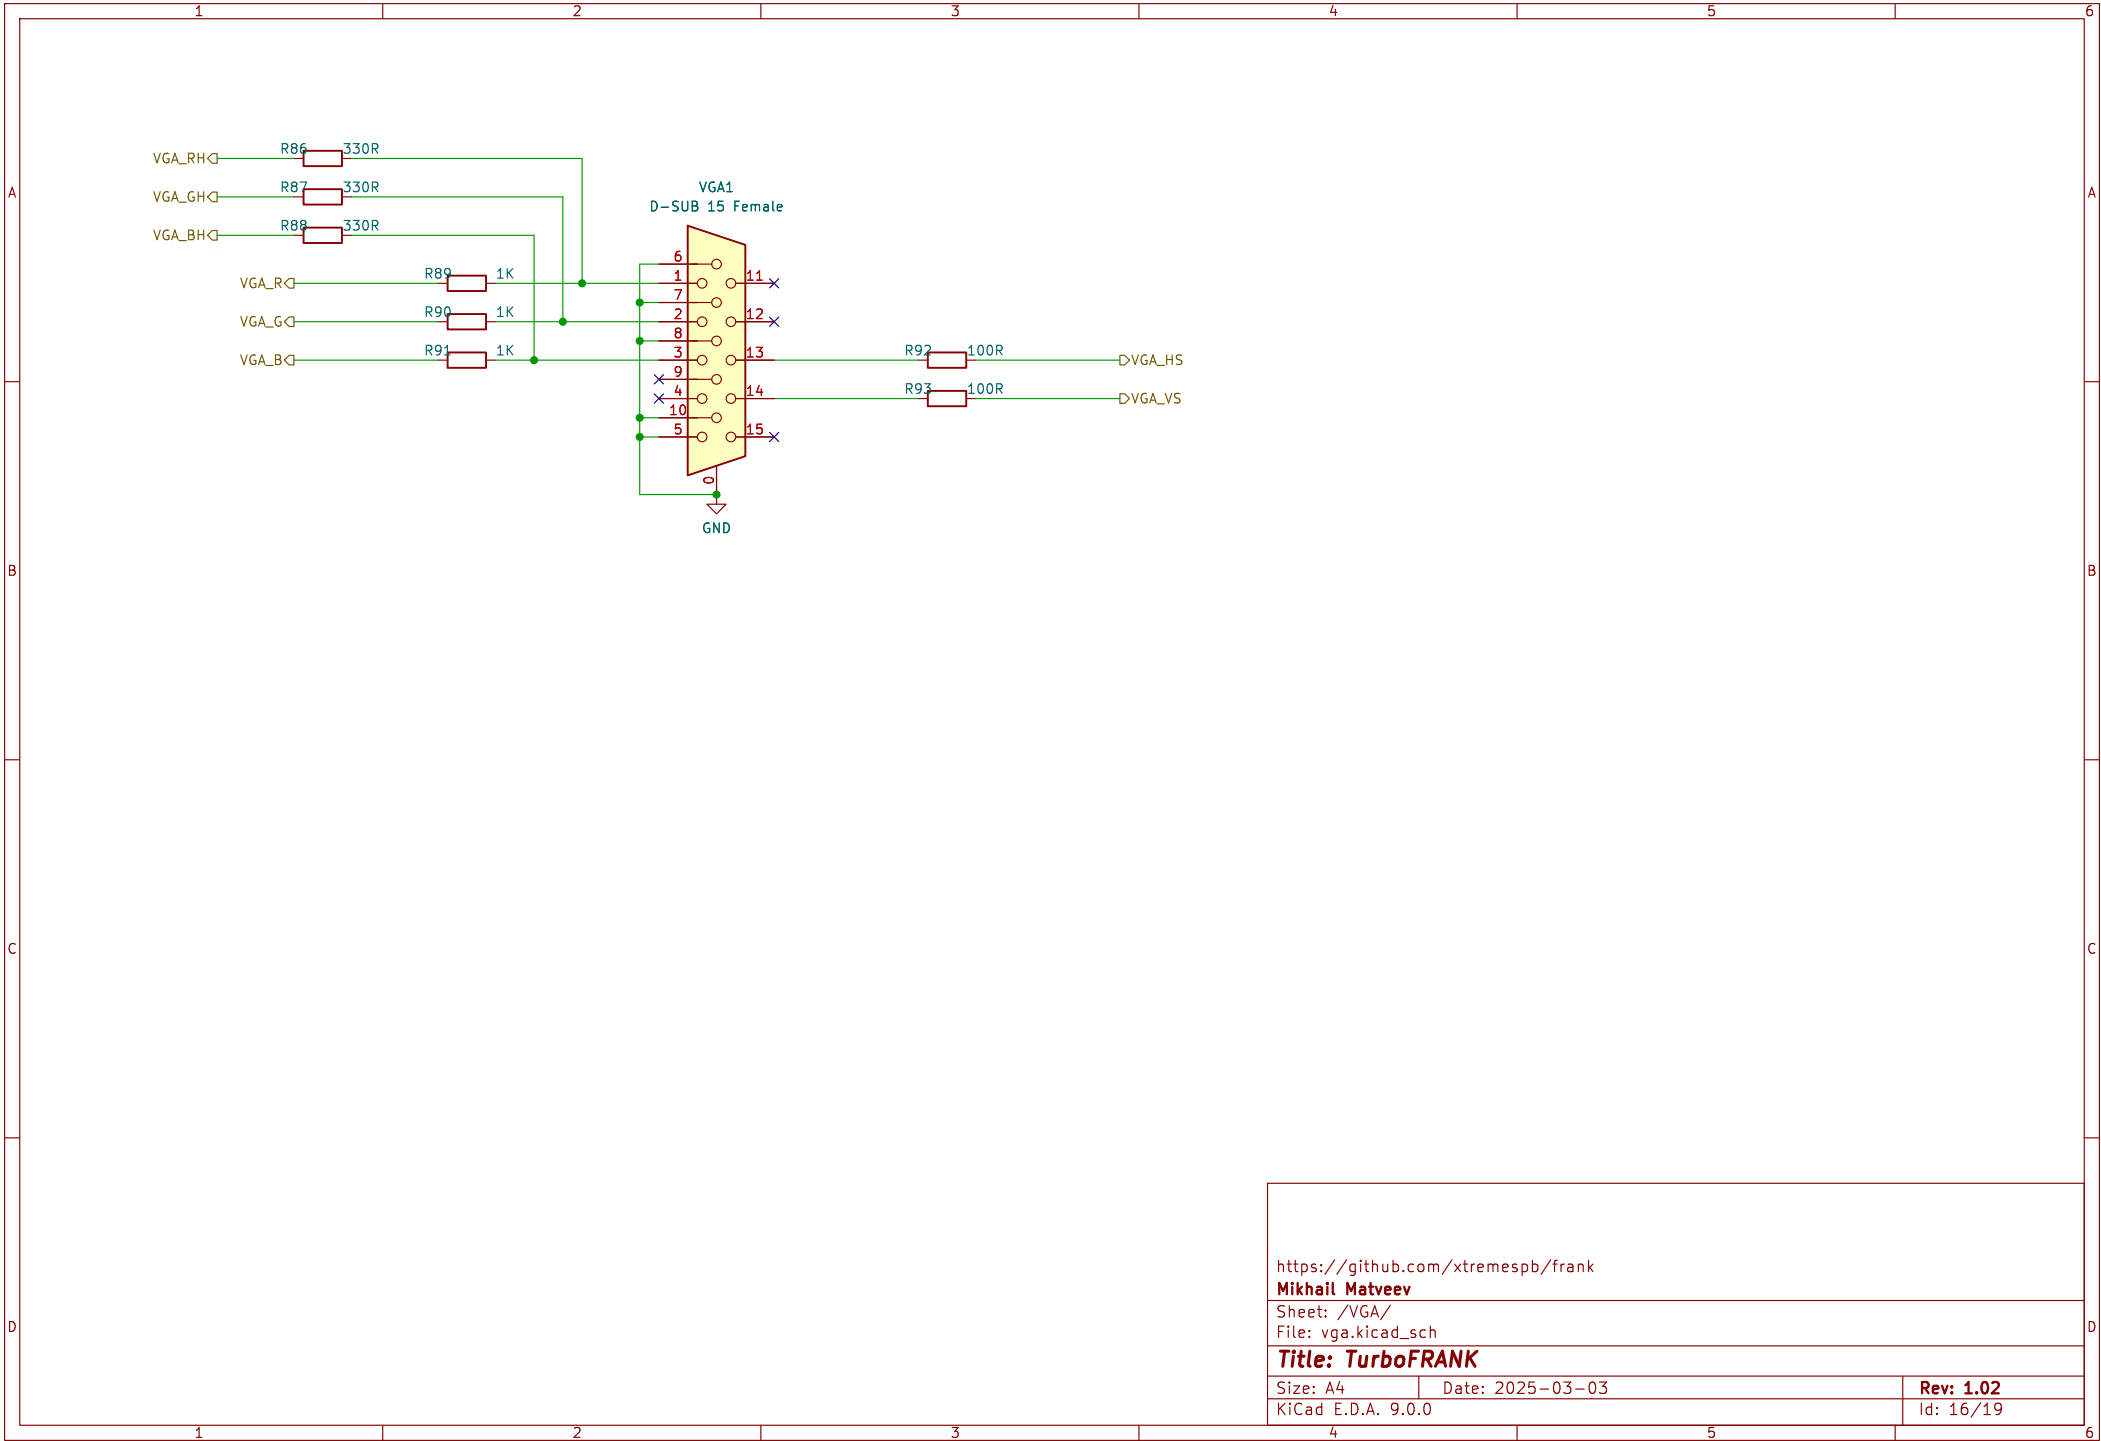 1 2 3 4 5 6
VGA_RH R86 330R
VGA_GH R87 330R
VGA_BH R88 330R
VGA1
D-SUB 15 Female
A A
VGA_R R89 1K
VGA_G R90 1K
VGA_B R91 1K
6
1 11
7
2 12
8
3 13
9
4 14
10
5 15
0
GND
R92 100R VGA_HS
R93 100R VGA_VS
B B
C C
D D
https://github.com/xtremespb/frank
Mikhail Matveev
Sheet: /VGA/
File: vga.kicad_sch
Title: TurboFRANK
Size: A4 Date: 2025-03-03 Rev: 1.02
KiCad E.D.A. 9.0.0 Id: 16/19
1 2 3 4 5 6